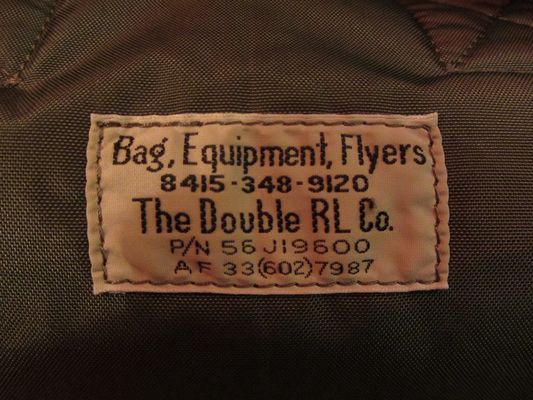 Bag, Equipment, Flyers
8415-348-9120
The Double RL Co.
P/N 56J19600
AF 33(602)7987